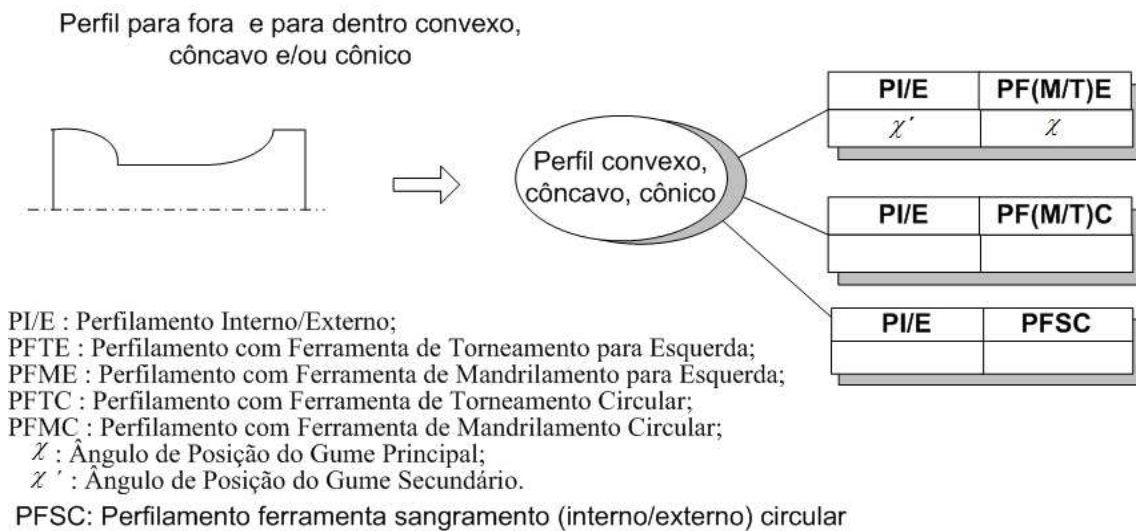 Perfil para fora e para dentro convexo,
côncavo e/ou cônico
Perfil convexo,
côncavo, cônico
PI/E PF(M/T)E
χ′ χ
PI/E PF(M/T)C
PI/E PFSC
PI/E : Perfilamento Interno/Externo;
PFTE : Perfilamento com Ferramenta de Torneamento para Esquerda;
PFME : Perfilamento com Ferramenta de Mandrilamento para Esquerda;
PFTC : Perfilamento com Ferramenta de Torneamento Circular;
PFMC : Perfilamento com Ferramenta de Mandrilamento Circular;
χ : Ângulo de Posição do Gume Principal;
χ ′ : Ângulo de Posição do Gume Secundário.
PFSC: Perfilamento ferramenta sangramento (interno/externo) circular